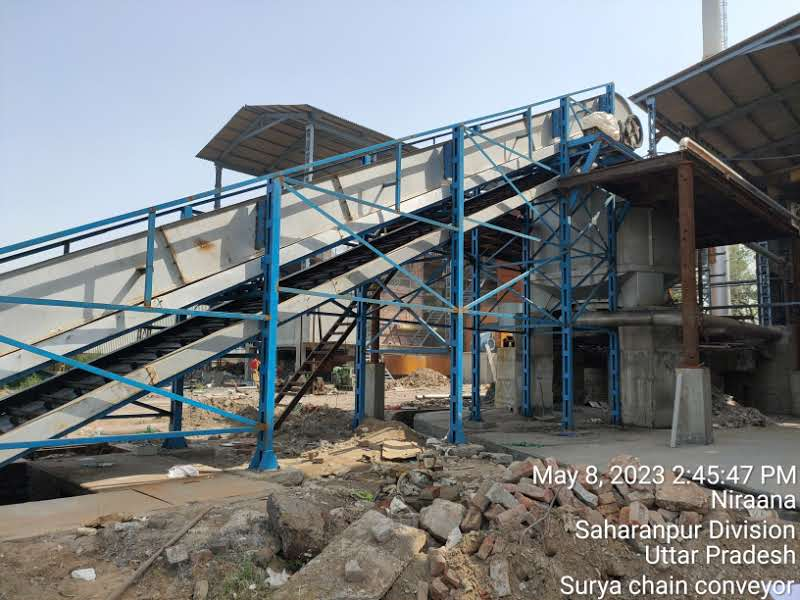 May 8, 2023 2:45:47 PM
Niraana
Saharanpur Division
Uttar Pradesh
Surya chain conveyor